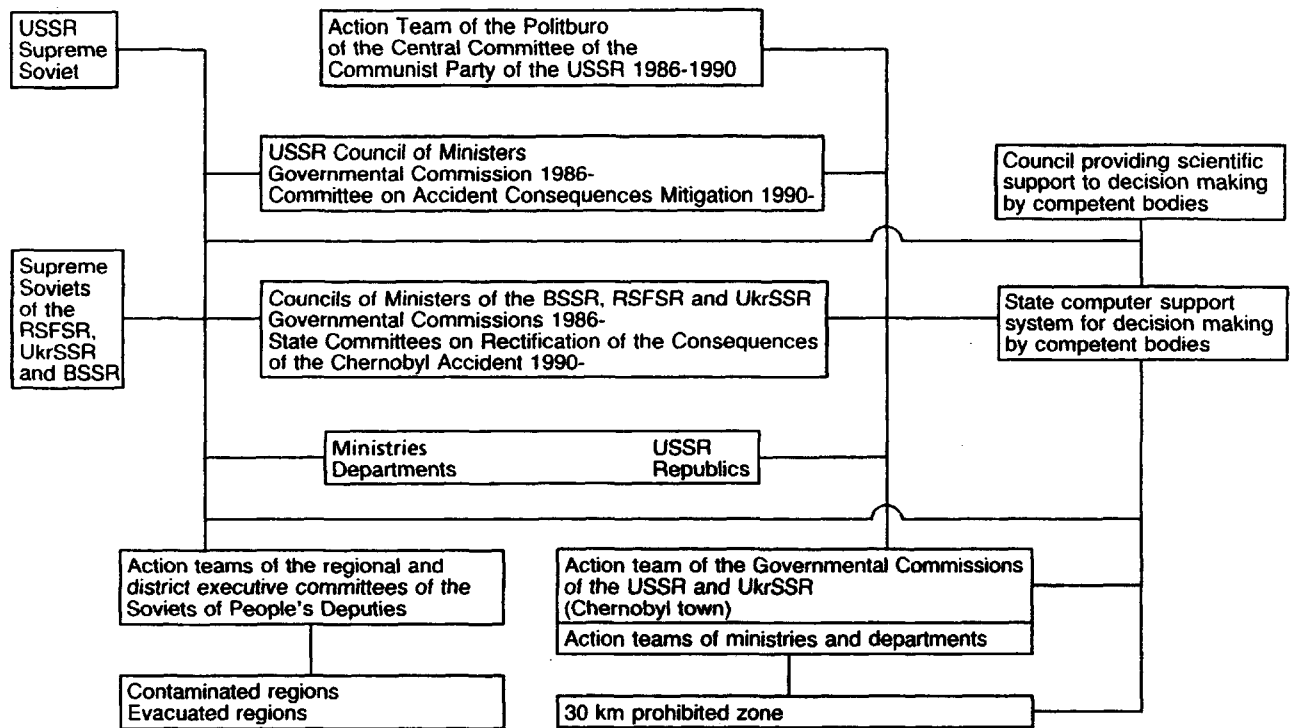 USSR
Supreme
Soviet
Action Team of the Politburo
of the Central Committee of the
Communist Party of the USSR 1986-1990
USSR Council of Ministers
Governmental Commission 1986-
Committee on Accident Consequences Mitigation 1990-
Council providing scientific
support to decision making
by competent bodies
Supreme
Soviets
of the
RSFSR,
UkrSSR
and BSSR
Councils of Ministers of the BSSR, RSFSR and UkrSSR
Governmental Commissions 1986-
State Committees on Rectification of the Consequences
of the Chernobyl Accident 1990-
State computer support
system for decision making
by competent bodies
Ministries USSR
Departments Republics
Action teams of the regional and
district executive committees of the
Soviets of People's Deputies
Action team of the Governmental Commissions
of the USSR and UkrSSR
(Chernobyl town)
Action teams of ministries and departments
Contaminated regions
Evacuated regions
30 km prohibited zone